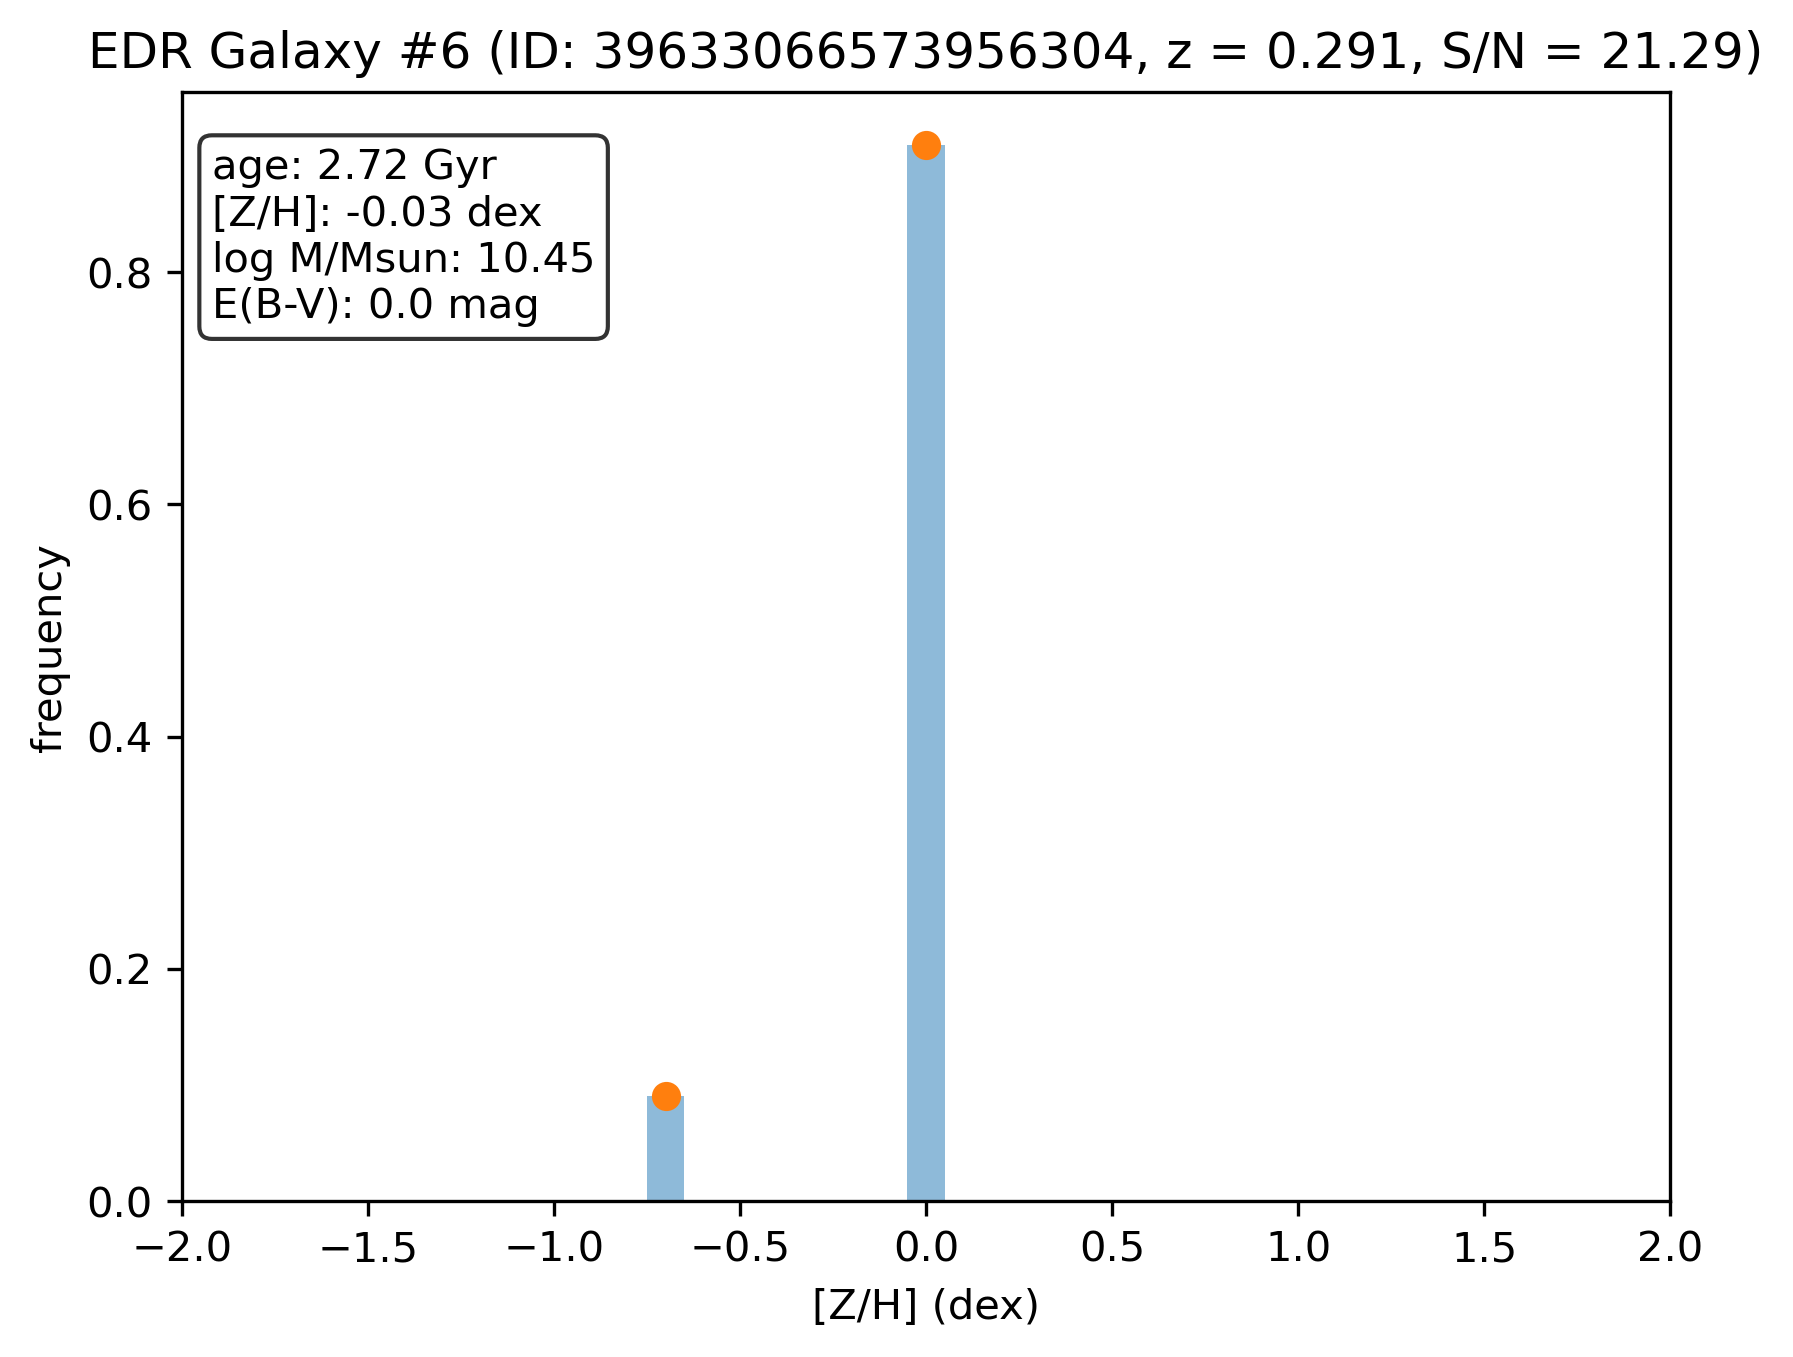 EDR Galaxy #6 (ID: 39633066573956304, z = 0.291, S/N = 21.29)
age: 2.72 Gyr
[Z/H]: -0.03 dex
log M/Msun: 10.45
E(B-V): 0.0 mag
0.8
0.6
0.4
0.2
0.0
frequency
−2.0 −1.5 −1.0 −0.5 0.0 0.5 1.0 1.5 2.0
[Z/H] (dex)